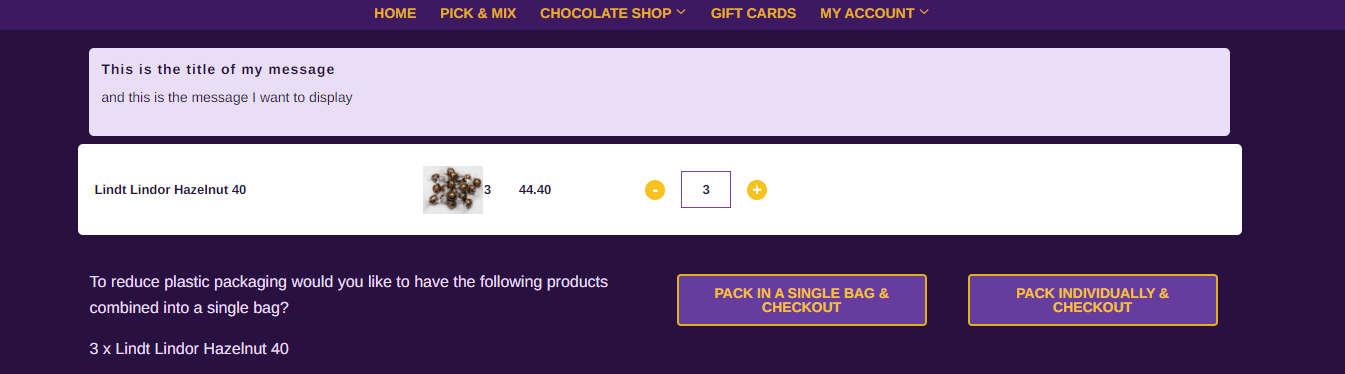 HOME PICK & MIX CHOCOLATE SHOP GIFT CARDS MY ACCOUNT
This is the title of my message
and this is the message I want to display
Lindt Lindor Hazelnut 40 3 44.40 - 3 +
To reduce plastic packaging would you like to have the following products
combined into a single bag?
PACK IN A SINGLE BAG &
CHECKOUT
PACK INDIVIDUALLY &
CHECKOUT
3 x Lindt Lindor Hazelnut 40